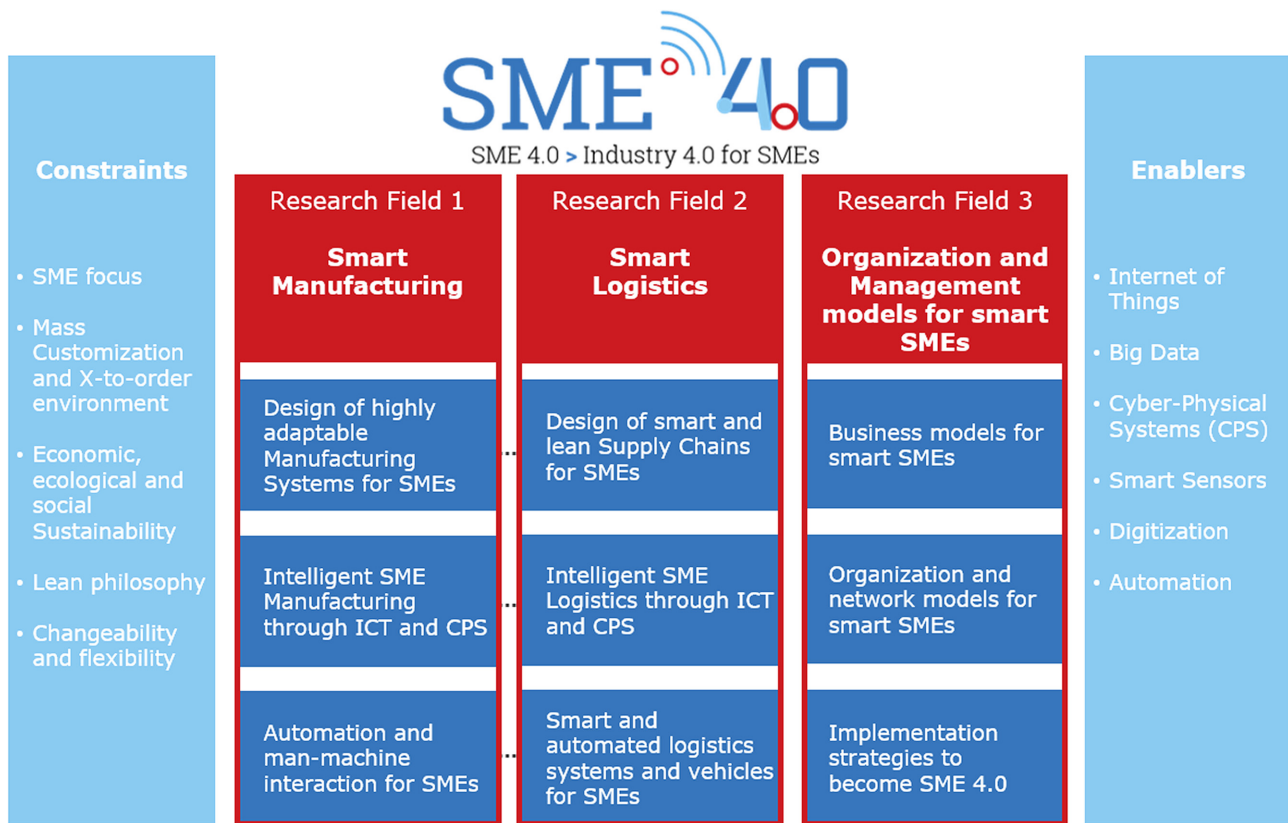 SME 4.0
SME 4.0 > Industry 4.0 for SMEs
Constraints
• SME focus
• Mass
Customization
and X-to-order
environment
• Economic,
ecological and
social
Sustainability
• Lean philosophy
• Changeability
and flexibility
Research Field 1
Smart
Manufacturing
Design of highly
adaptable
Manufacturing
Systems for SMEs
Intelligent SME
Manufacturing
through ICT and CPS
Automation and
man-machine
interaction for SMEs
Research Field 2
Smart
Logistics
Design of smart and
lean Supply Chains
for SMEs
Intelligent SME
Logistics through ICT
and CPS
Smart and
automated logistics
systems and vehicles
for SMEs
Research Field 3
Organization and
Management
models for smart
SMEs
Business models for
smart SMEs
Organization and
network models for
smart SMEs
Implementation
strategies to
become SME 4.0
Enablers
• Internet of
Things
• Big Data
• Cyber-Physical
Systems (CPS)
• Smart Sensors
• Digitization
• Automation